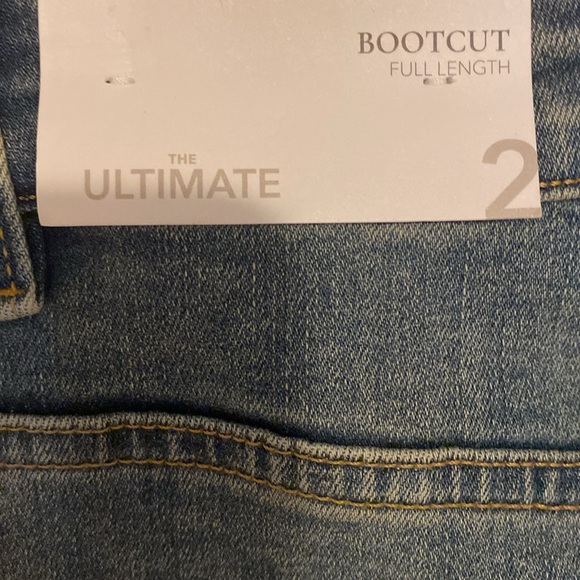 BOOTCUT
FULL LENGTH
THE
ULTIMATE
2